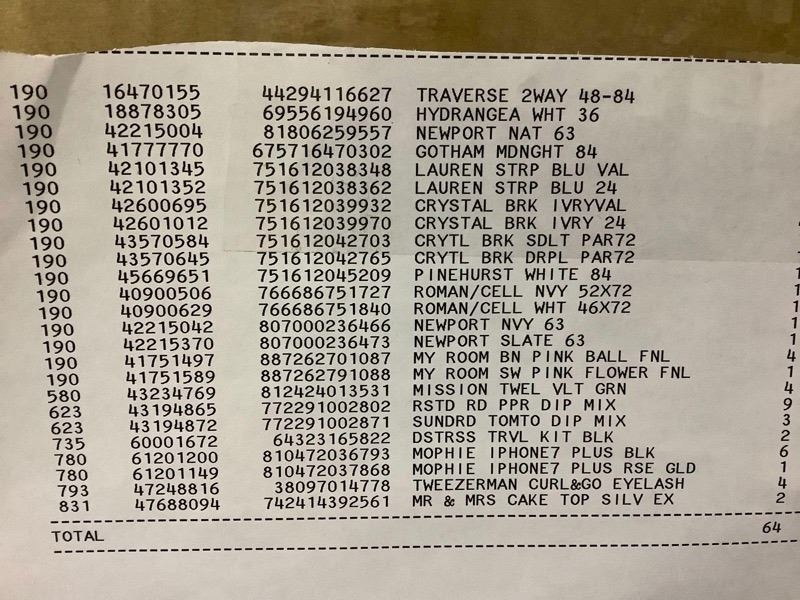 190 16470155 44294116627 TRAVERSE 2WAY 48-84
190 18878305 69556194960 HYDRANGEA WHT 36
190 42215004 81806259557 NEWPORT NAT 63
190 41777770 675716470302 GOTHAM MDNGHT 84
190 42101345 751612038348 LAUREN STRP BLU VAL
190 42101352 751612038362 LAUREN STRP BLU 24
190 42600695 751612039932 CRYSTAL BRK IVRYVAL
190 42601012 751612039970 CRYSTAL BRK IVRY 24
190 43570584 751612042703 CRYTL BRK SDLT PAR72
190 43570645 751612042765 CRYTL BRK DRPL PAR72
190 45669651 751612045209 PINEHURST WHITE 84
190 40900506 766686751727 ROMAN/CELL NVY 52X72 1
190 40900629 766686751840 ROMAN/CELL WHT 46X72 1
190 42215042 807000236466 NEWPORT NVY 63 1
190 42215370 807000236473 NEWPORT SLATE 63 1
190 41751497 887262701087 MY ROOM BN PINK BALL FNL 4
190 41751589 887262791088 MY ROOM SW PINK FLOWER FNL 1
580 43234769 812424013531 MISSION TWEL VLT GRN 4
623 43194865 772291002802 RSTD RD PPR DIP MIX 9
623 43194872 772291002871 SUNDRD TOMTO DIP MIX 3
735 60001672 64323165822 DSTRSS TRVL KIT BLK 2
780 61201200 810472036793 MOPHIE IPHONE7 PLUS BLK 6
780 61201149 810472037868 MOPHIE IPHONE7 PLUS RSE GLD 1
793 47248816 38097014778 TWEEZERMAN CURL&GO EYELASH 4
831 47688094 742414392561 MR & MRS CAKE TOP SILV EX 2
TOTAL 64